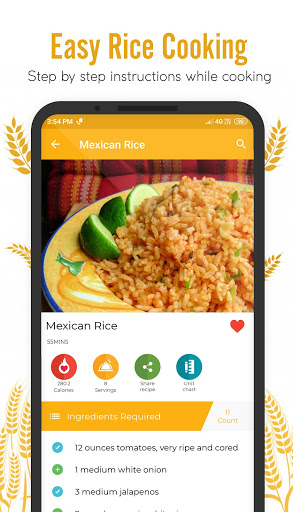 Easy Rice Cooking
Step by step instructions while cooking
3:54 PM
4G 75
Mexican Rice
Mexican Rice
55MINS
280.2
Calories
8
Servings
Share
recipe
Unit
chart
Ingredients Required
11
Count
12 ounces tomatoes, very ripe and cored
1 medium white onion
3 medium jalapenos